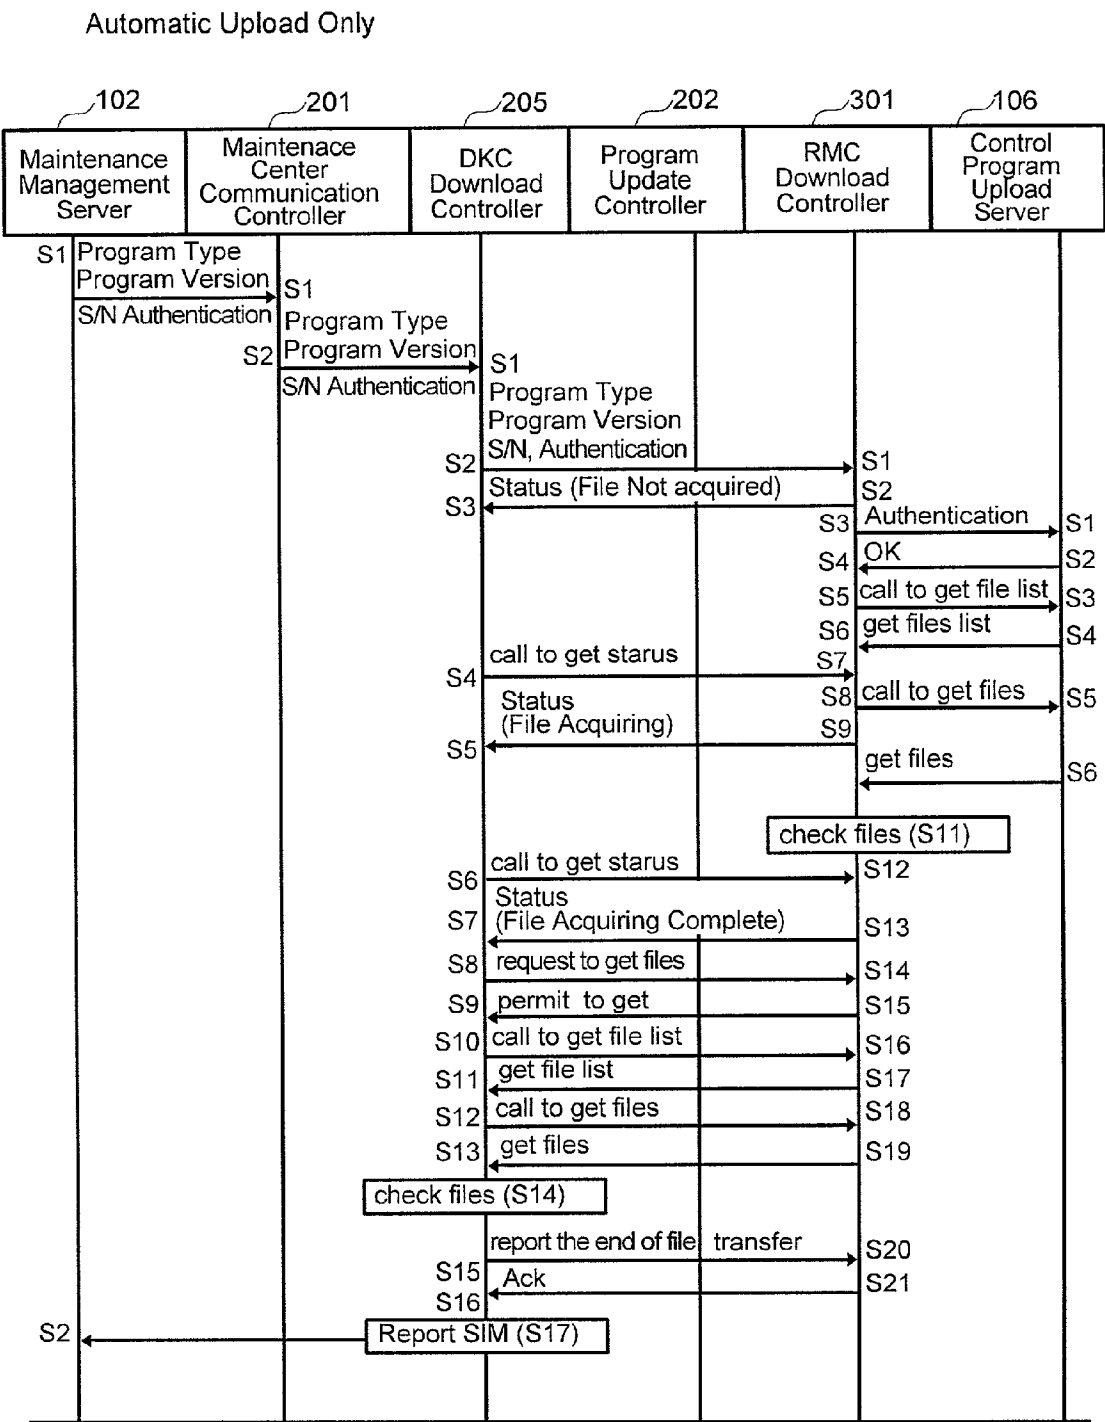 Automatic Upload Only
102
201
205
202
301
106
Maintenance
Management
Server
Maintenace
Center
Communication
Controller
DKC
Download
Controller
Program
Update
Controller
RMC
Download
Controller
Control
Program
Upload
Server
S1 Program Type
Program Version
S/N Authentication
S1
Program Type
S2 Program Version
S/N Authentication
S1
Program Type
Program Version
S/N, Authentication
S2 S1
Status (File Not acquired) S2
S3
S3 Authentication S1
S4 OK S2
S5 call to get file list S3
S6 get files list S4
call to get starus S7
S4
S8 call to get files S5
Status
(File Acquiring) S9
S5
get files S6
check files (S11)
call to get starus S12
S6
Status
S7 (File Acquiring Complete) S13
S8 request to get files S14
S9 permit to get S15
S10 call to get file list S16
S11 get file list S17
S12 call to get files S18
S13 get files S19
check files (S14)
report the end of file transfer S20
S15 Ack S21
S16
S2 Report SIM (S17)